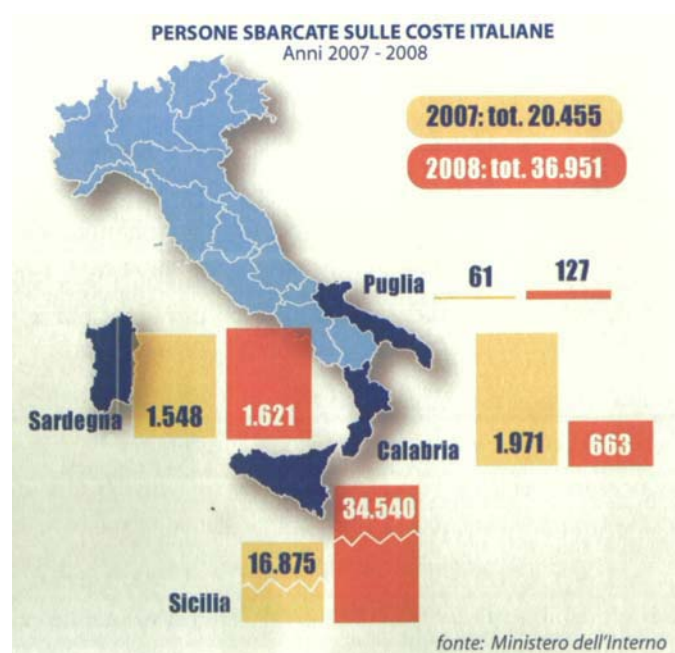 PERSONE SBARCATE SULLE COSTE ITALIANE
Anni 2007 - 2008
2007: tot. 20.455
2008: tot. 36.951
Puglia
61
127
Sardegna
1.548
1.621
Calabria
1.971
663
34.540
16.875
Sicilia
fonte: Ministero dell'Interno